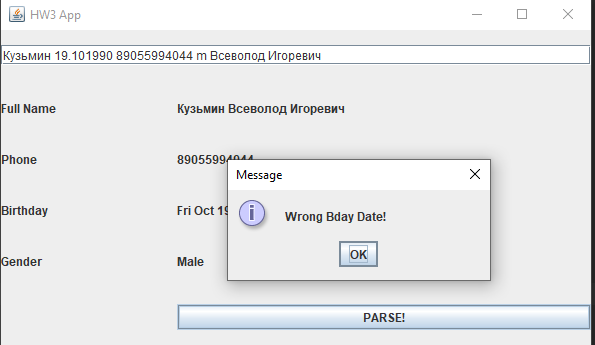 HW3 App
Кузьмин 19.101990 89055994044 m Всеволод Игоревич
Full Name Кузьмин Всеволод Игоревич
Phone 89055994044
Message
Wrong Bday Date!
Birthday Fri Oct 19
OK
Gender Male
PARSE!